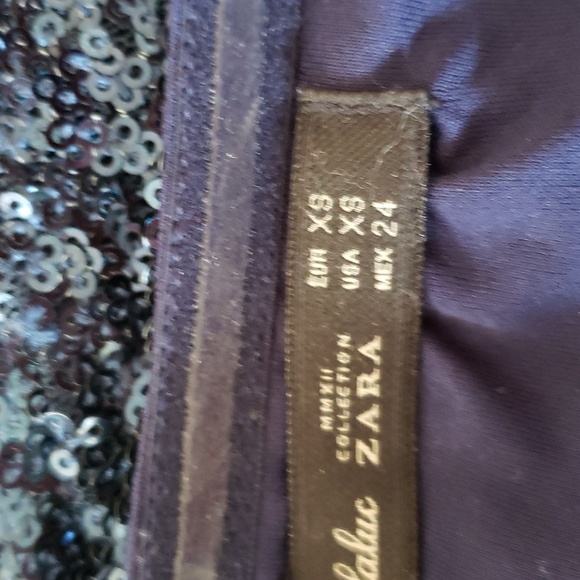 EUR XS
USA XS
MEX 24
MMXII
COLLECTION
ZARA